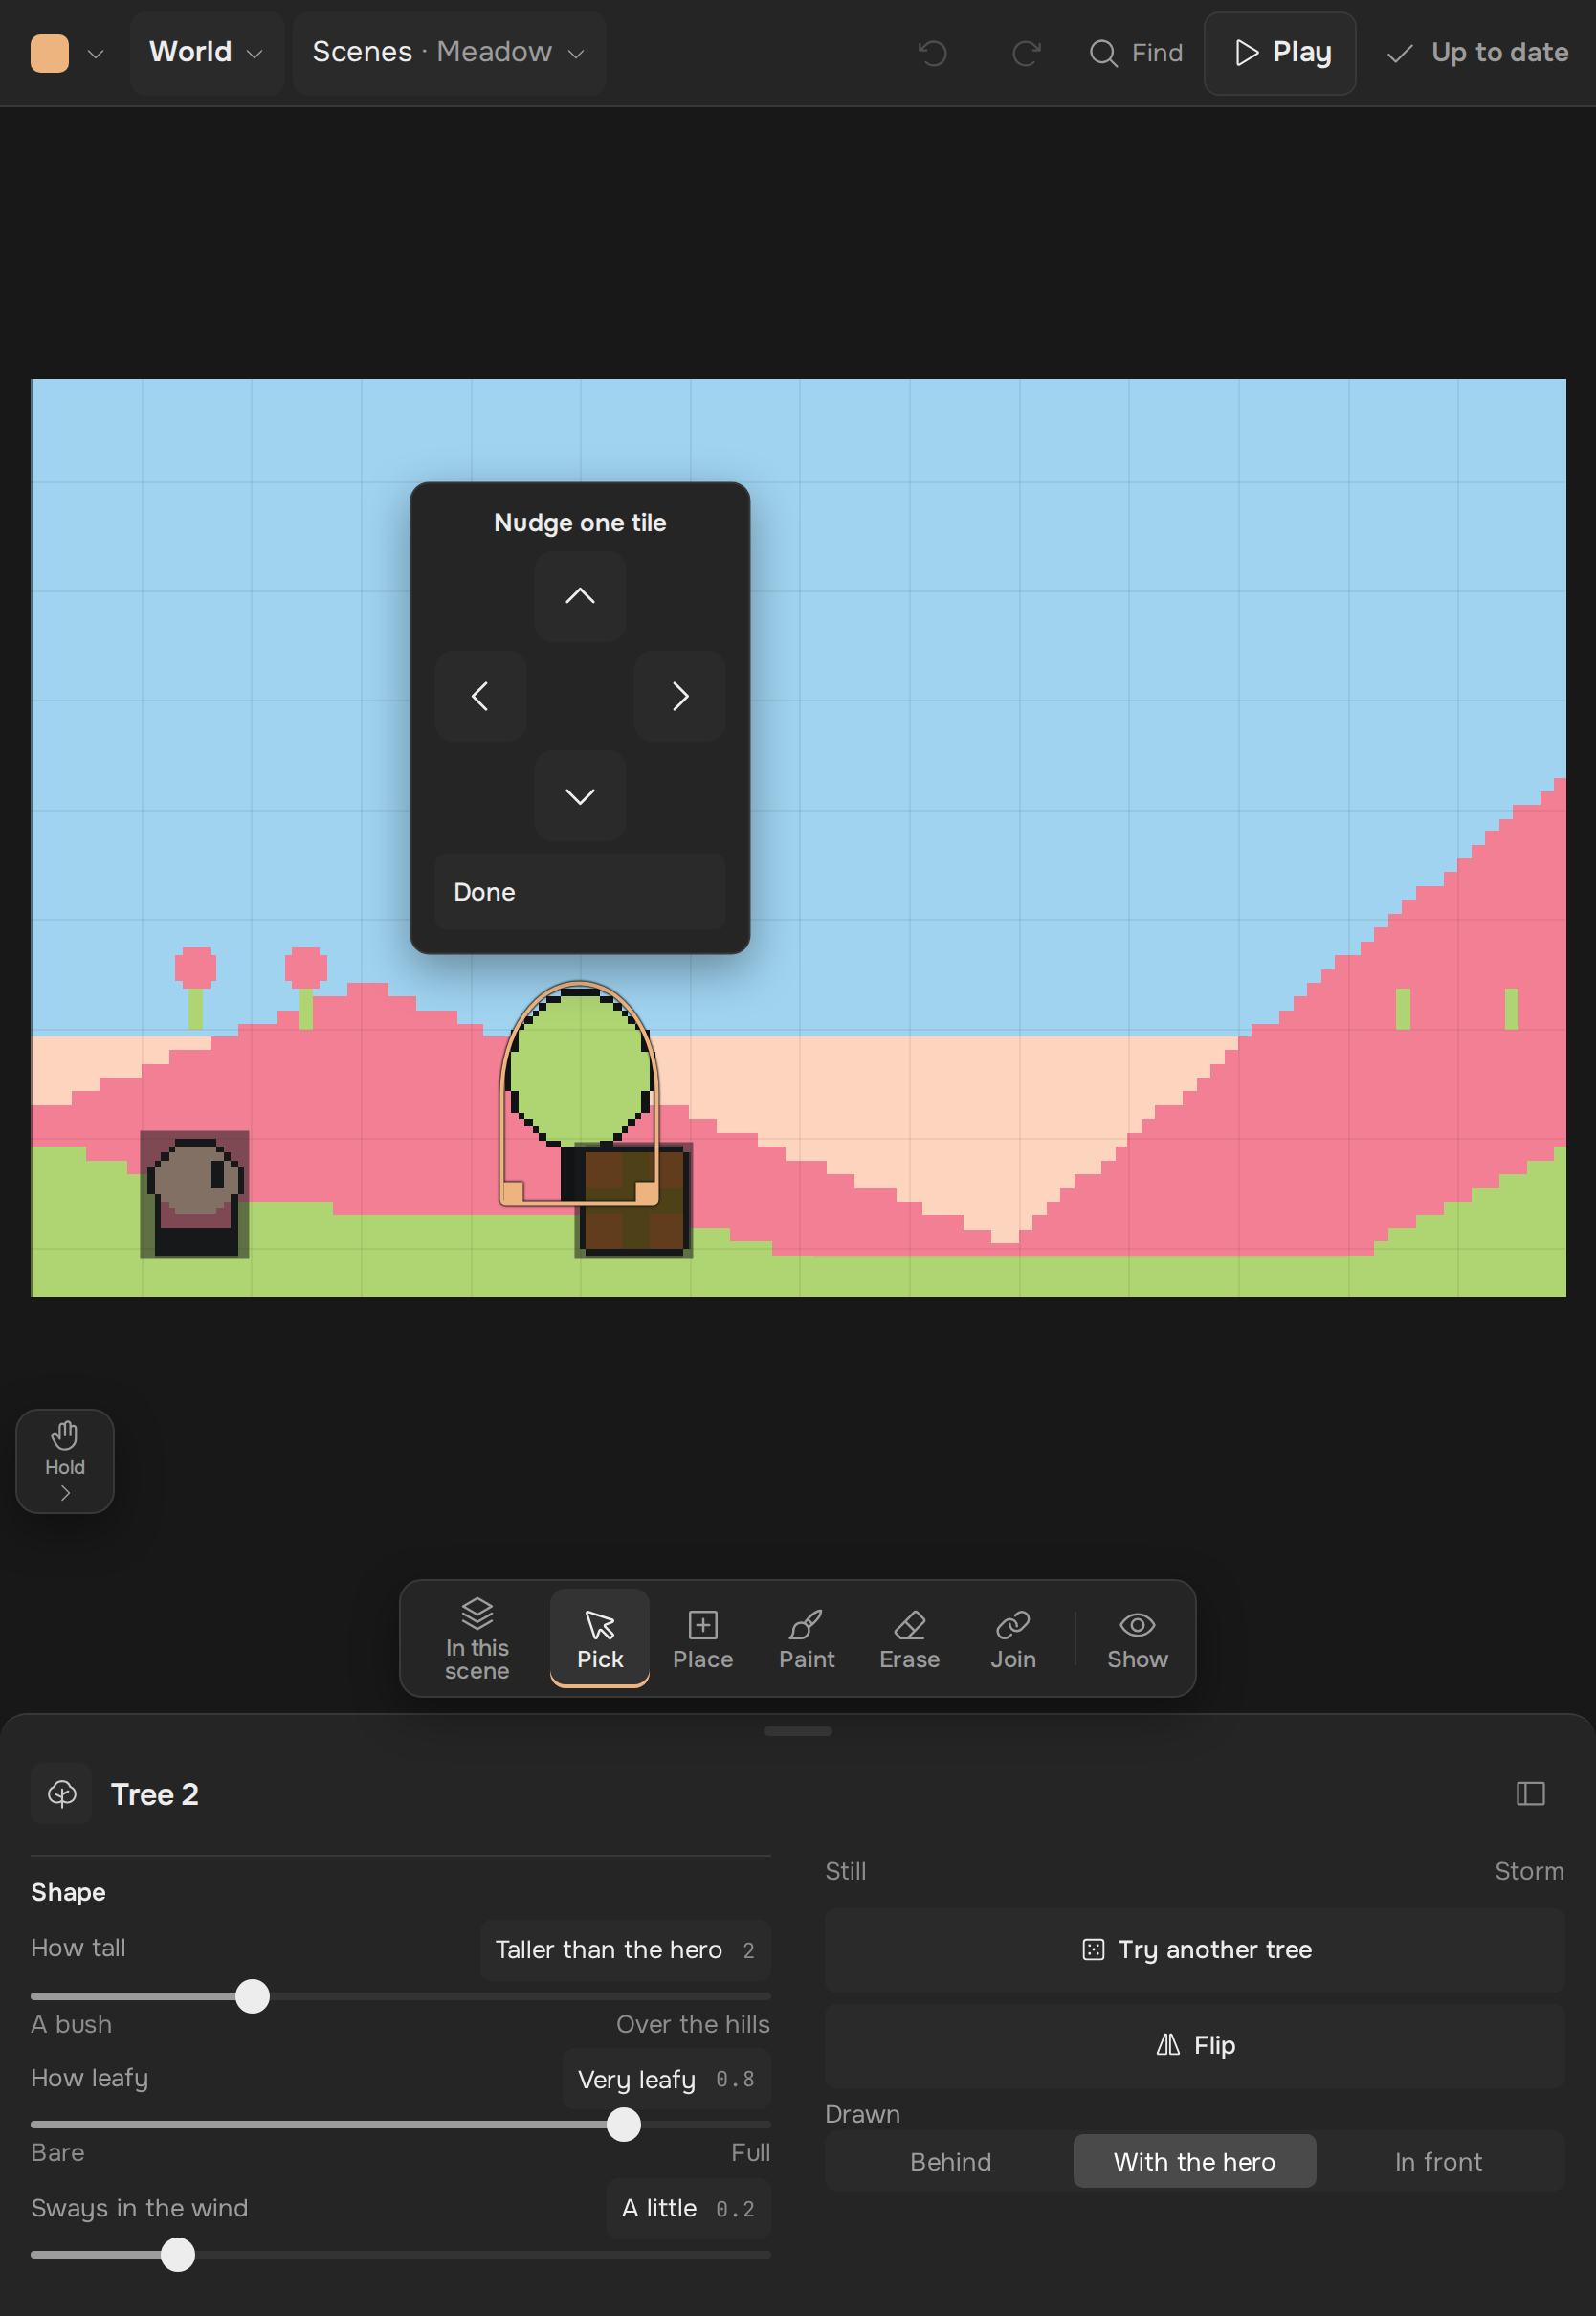 World
Scenes · Meadow
Find
Play
Up to date
Nudge one tile
Done
Hold
In this
scene
Pick
Place
Paint
Erase
Join
Show
Tree 2
Shape
How tall
Taller than the hero 2
A bush
Over the hills
How leafy
Very leafy 0.8
Bare
Full
Sways in the wind
A little 0.2
Still
Storm
Try another tree
Flip
Drawn
Behind
With the hero
In front